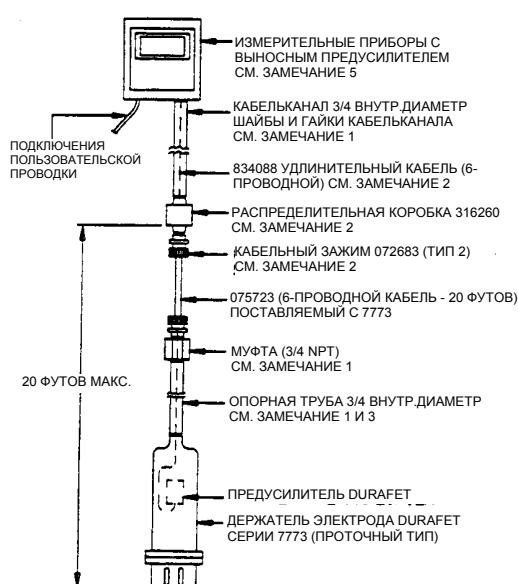 ИЗМЕРИТЕЛЬНЫЕ ПРИБОРЫ С
ВЫНОСНЫМ ПРЕДУСИЛИТЕЛЕМ
СМ. ЗАМЕЧАНИЕ 5
КАБЕЛЬКАНАЛ 3/4 ВНУТР.ДИАМЕТР
ШАЙБЫ И ГАЙКИ КАБЕЛЬКАНАЛА
СМ. ЗАМЕЧАНИЕ 1
ПОДКЛЮЧЕНИЯ
ПОЛЬЗОВАТЕЛЬСКОЙ
ПРОВОДКИ
834088 УДЛИНИТЕЛЬНЫЙ КАБЕЛЬ (6-
ПРОВОДНОЙ) СМ. ЗАМЕЧАНИЕ 2
РАСПРЕДЕЛИТЕЛЬНАЯ КОРОБКА 316260
СМ. ЗАМЕЧАНИЕ 2
КАБЕЛЬНЫЙ ЗАЖИМ 072683 (ТИП 2)
СМ. ЗАМЕЧАНИЕ 2
075723 (6-ПРОВОДНОЙ КАБЕЛЬ - 20 ФУТОВ)
ПОСТАВЛЯЕМЫЙ С 7773
МУФТА (3/4 NPT)
СМ. ЗАМЕЧАНИЕ 1
20 ФУТОВ МАКС.
ОПОРНАЯ ТРУБА 3/4 ВНУТР.ДИАМЕТР
СМ. ЗАМЕЧАНИЕ 1 И 3
ПРЕДУСИЛИТЕЛЬ DURAFET
ДЕРЖАТЕЛЬ ЭЛЕКТРОДА DURAFET
СЕРИИ 7773 (ПРОТОЧНЫЙ ТИП)